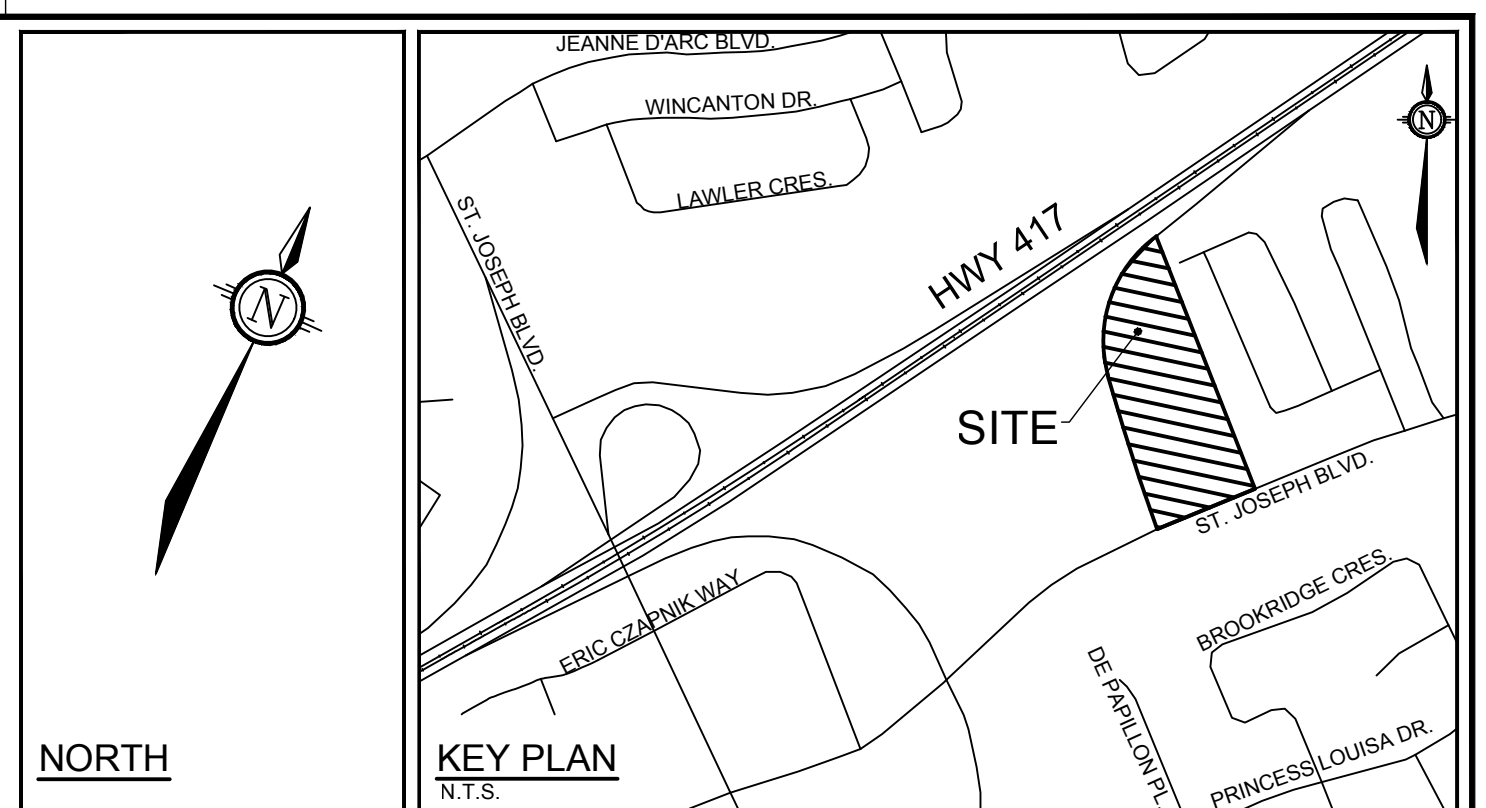 N
NORTH
JEANNE D'ARC BLVD.
WINCANTON DR.
N
LAWLER CRES.
ST. JOSEPH BLVD.
HWY 417
SITE
ST. JOSEPH BLVD.
ERIC CZAPNIK WAY
BROOKRIDGE CRES.
DE PAPILLON PL.
PRINCESS LOUISA DR.
KEY PLAN
N.T.S.